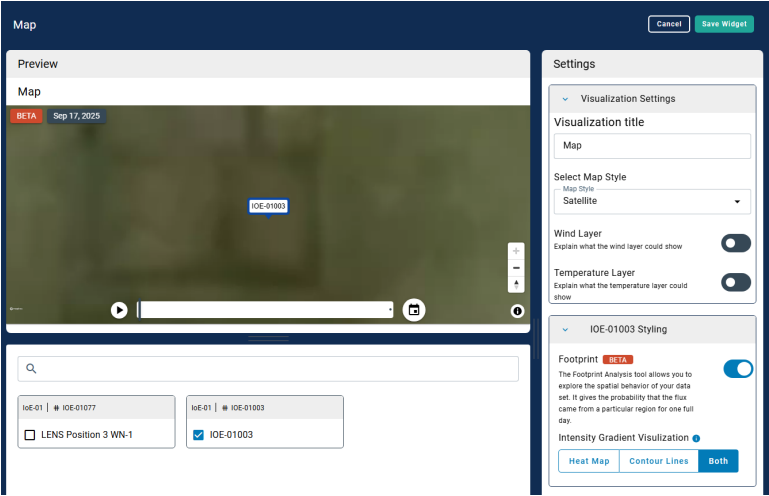 Map
Cancel
Save Widget
Preview
Map
BETA
Sep 17, 2025
IOE-01003
IoE-01 | IOE-01077
LENS Position 3 WN-1
IoE-01 | IOE-01003
IOE-01003
Settings
Visualization Settings
Visualization title
Map
Select Map Style
Map Style
Satellite
Wind Layer
Explain what the wind layer could show
Temperature Layer
Explain what the temperature layer could
show
IOE-01003 Styling
Footprint BETA
The Footprint Analysis tool allows you to
explore the spatial behavior of your data
set. It gives the probability that the flux
came from a particular region for one full
day.
Intensity Gradient Visulization
Heat Map
Contour Lines
Both